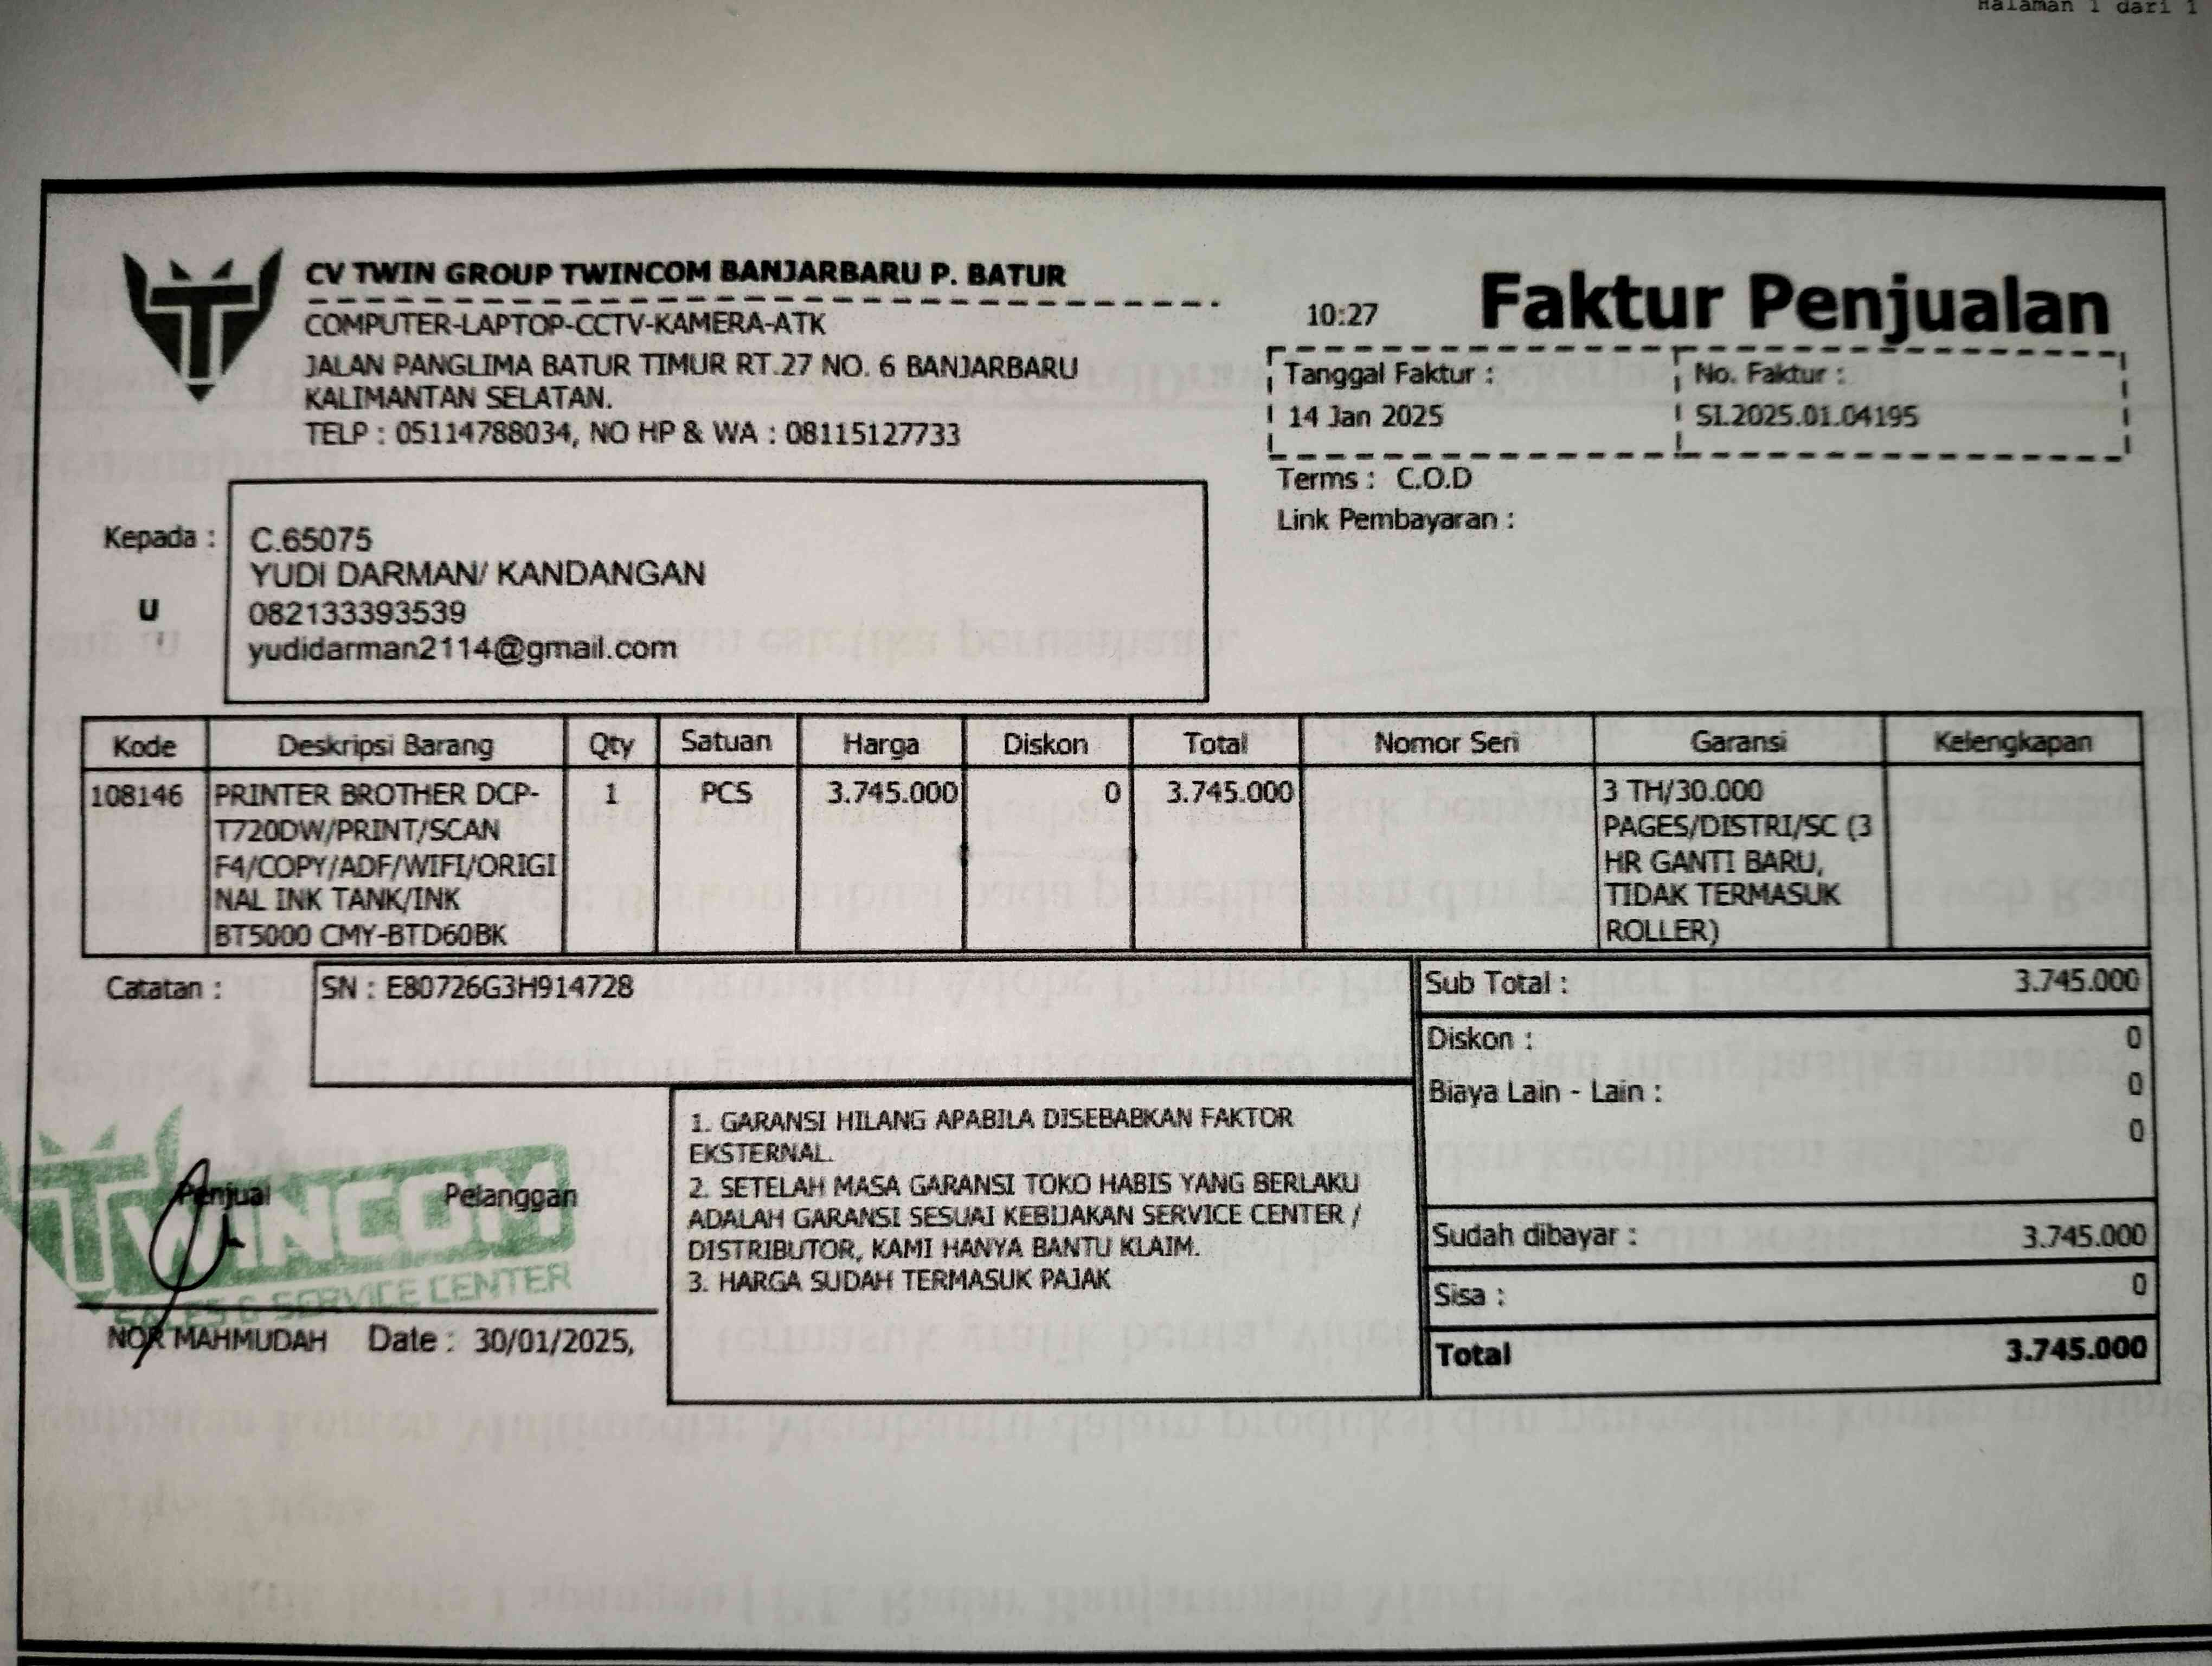 Halaman 1 dari 1
CV TWIN GROUP TWINCOM BANJARBARU P. BATUR
COMPUTER-LAPTOP-CCTV-KAMERA-ATK
JALAN PANGLIMA BATUR TIMUR RT.27 NO. 6 BANJARBARU
KALIMANTAN SELATAN.
TELP : 05114788034, NO HP & WA : 08115127733
10:27
Faktur Penjualan
Tanggal Faktur : No. Faktur :
14 Jan 2025 SI.2025.01.04195
Terms : C.O.D
Link Pembayaran :
Kepada :
U
C.65075
YUDI DARMAN/ KANDANGAN
082133393539
yudidarman2114@gmail.com
Kode Deskripsi Barang Qty Satuan Harga Diskon Total Nomor Seri Garansi Kelengkapan
108146 PRINTER BROTHER DCP- 1 PCS 3.745.000 0 3.745.000 3 TH/30.000
T720DW/PRINT/SCAN PAGES/DISTRI/SC (3
F4/COPY/ADF/WIFI/ORIGI HR GANTI BARU,
NAL INK TANK/INK TIDAK TERMASUK
BT5000 CMY-BTD60BK ROLLER)
Catatan : SN : E80726G3H914728
Sub Total : 3.745.000
Diskon : 0
Biaya Lain - Lain : 0
0
Sudah dibayar : 3.745.000
Sisa : 0
Total 3.745.000
1. GARANSI HILANG APABILA DISEBABKAN FAKTOR
EKSTERNAL.
2. SETELAH MASA GARANSI TOKO HABIS YANG BERLAKU
ADALAH GARANSI SESUAI KEBIJAKAN SERVICE CENTER /
DISTRIBUTOR, KAMI HANYA BANTU KLAIM.
3. HARGA SUDAH TERMASUK PAJAK
Penjual Pelanggan
TWINCOM
SALES & SERVICE CENTER
NOR MAHMUDAH Date : 30/01/2025,